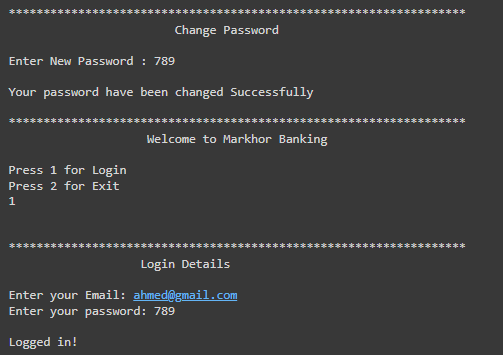 ******************************************************************
Change Password
Enter New Password : 789
Your password have been changed Successfully
******************************************************************
Welcome to Markhor Banking
Press 1 for Login
Press 2 for Exit
1
******************************************************************
Login Details
Enter your Email: ahmed@gmail.com
Enter your password: 789
Logged in!